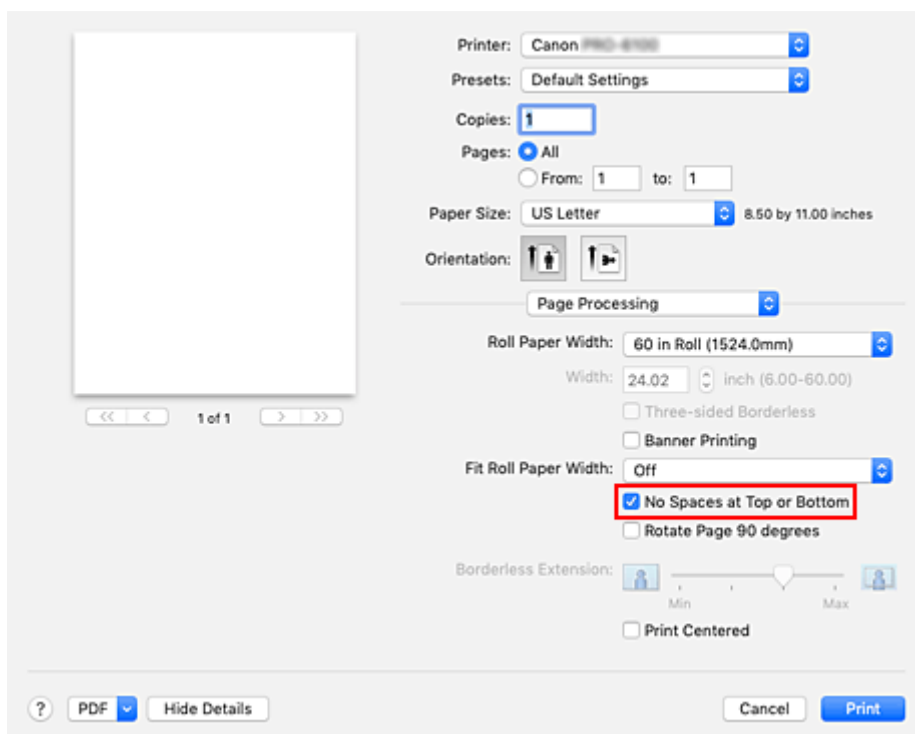 Printer: Canon
Presets: Default Settings
Copies: 1
Pages: All
From: 1 to: 1
Paper Size: US Letter 8.50 by 11.00 inches
Orientation:
Page Processing
Roll Paper Width: 60 in Roll (1524.0mm)
Width: 24.02 inch (6.00-60.00)
Three-sided Borderless
Banner Printing
Fit Roll Paper Width: Off
No Spaces at Top or Bottom
Rotate Page 90 degrees
Borderless Extension:
Min Max
Print Centered
1 of 1
? PDF Hide Details Cancel Print